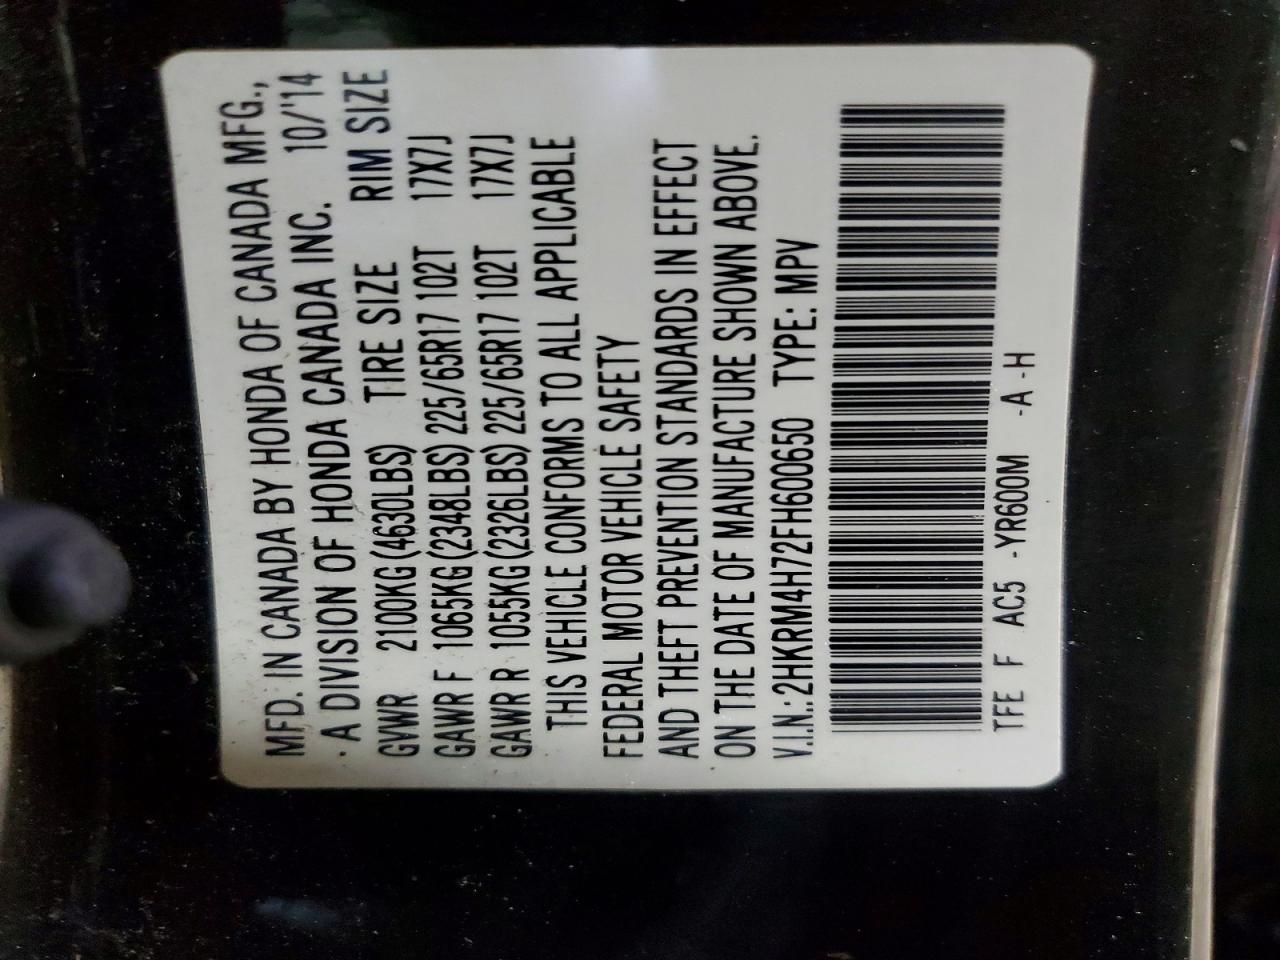 MFD. IN CANADA BY HONDA OF CANADA MFG.,
A DIVISION OF HONDA CANADA INC. 10/'14
GVWR 2100KG(4630LBS) TIRE SIZE RIM SIZE
GAWR F 1065KG(2348LBS) 225/65R17 102T 17X7J
GAWR R 1055KG(2326LBS) 225/65R17 102T 17X7J
THIS VEHICLE CONFORMS TO ALL APPLICABLE
FEDERAL MOTOR VEHICLE SAFETY
AND THEFT PREVENTION STANDARDS IN EFFECT
ON THE DATE OF MANUFACTURE SHOWN ABOVE.
V.I.N.: 2HKRM4H72FH600650 TYPE: MPV
TFE F AC5 -YR600M -A -H